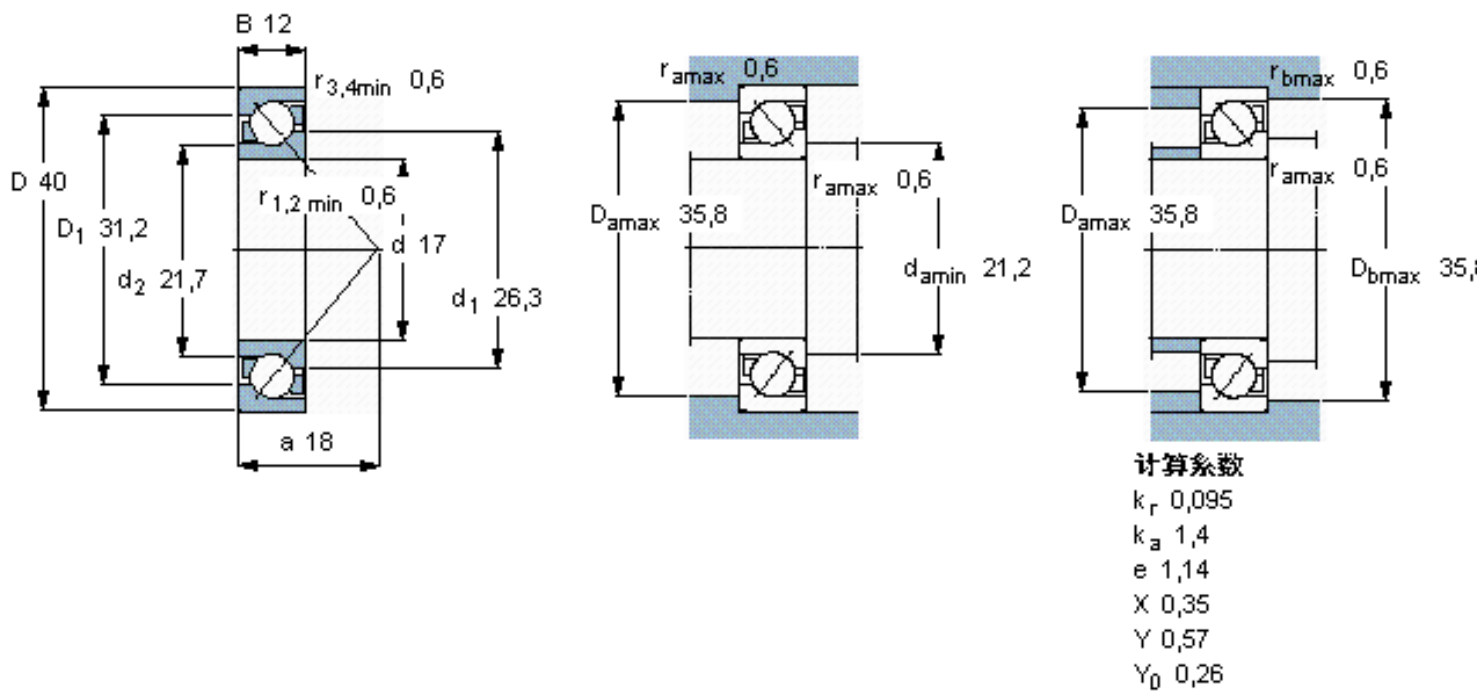 B 12
r3,4min 0,6
D 40
D1 31,2
r1,2 min 0,6
d 17
d2 21,7
d1 26,3
a 18
ramax 0,6
ramax 0,6
Damax 35,8
damin 21,2
rbmax 0,6
ramax 0,6
Damax 35,8
Dbmax 35,8
计算系数
kr 0,095
ka 1,4
e 1,14
X 0,35
Y 0,57
Y0 0,26